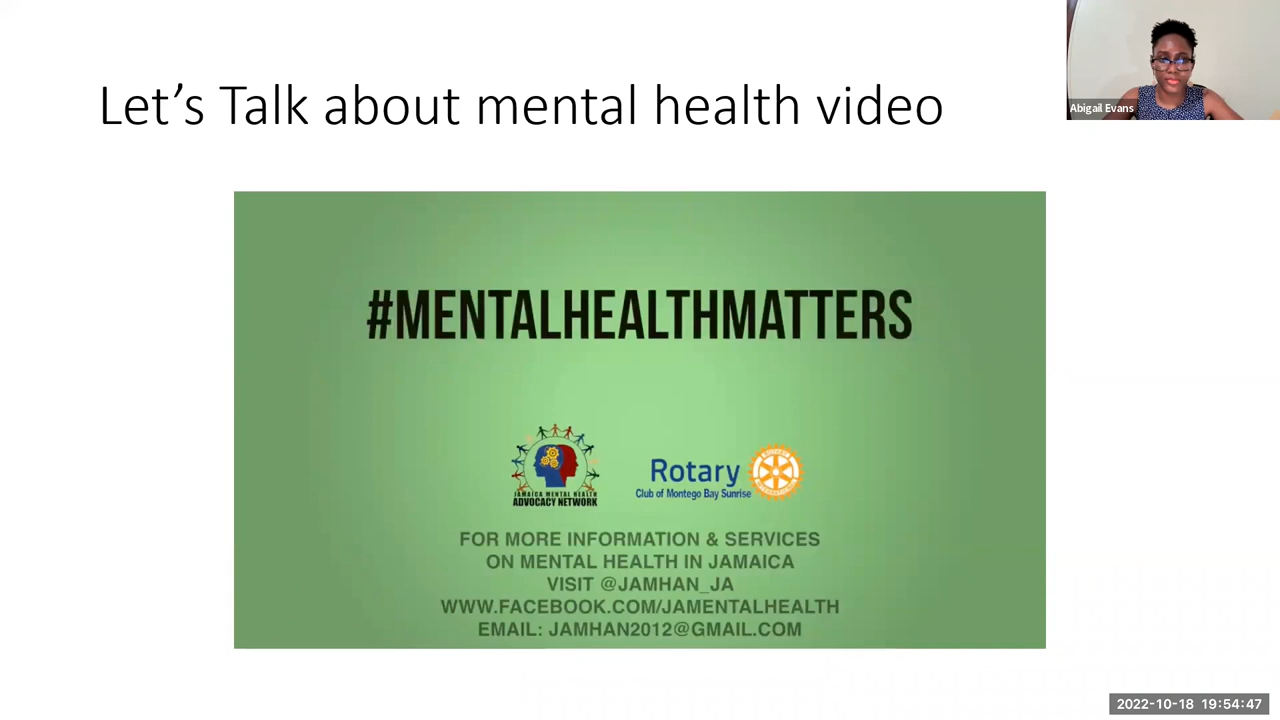 Let's Talk about mental health video
Abigail Evans
#MENTALHEALTHMATTERS
JAMAICA MENTAL HEALTH
ADVOCACY NETWORK
Rotary
Club of Montego Bay Sunrise
FOR MORE INFORMATION & SERVICES
ON MENTAL HEALTH IN JAMAICA
VISIT @JAMHAN_JA
WWW.FACEBOOK.COM/JAMENTALHEALTH
EMAIL: JAMHAN2012@GMAIL.COM
2022-10-18 19:54:47